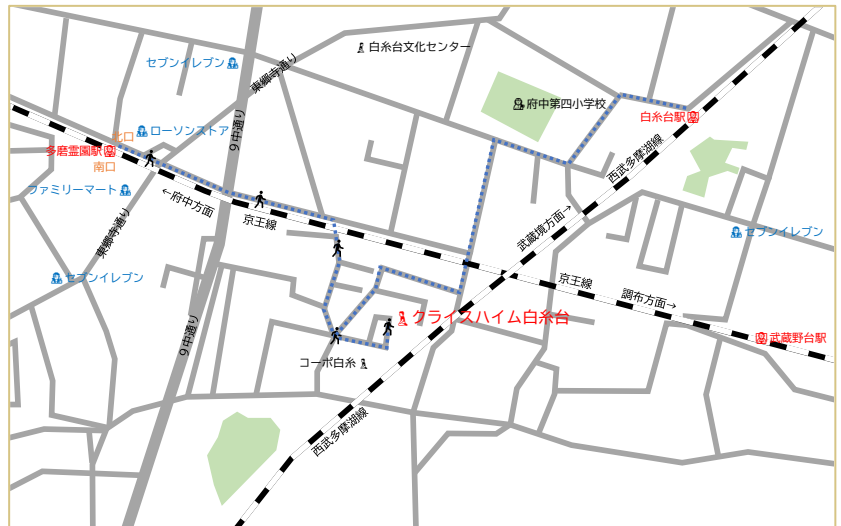 セブンイレブン
東郷寺通り
白糸台文化センター
府中第四小学校
白糸台駅
9中通り
ローソンストア
北口
多磨霊園駅
南口
西武多摩湖線
ファミリーマート
←府中方面
京王線
東郷寺通り
武蔵境方面→
セブンイレブン
セブンイレブン
京王線
調布方面→
クライスハイム白糸台
9中通り
武蔵野台駅
コーポ白糸
西武多摩湖線